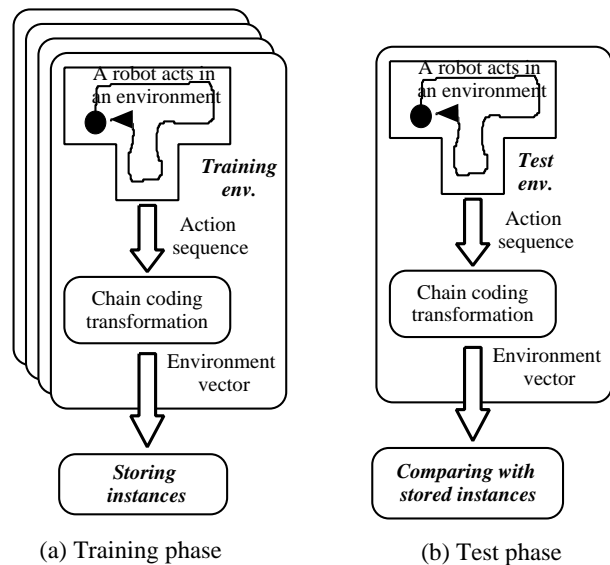 A robot acts in
an environment
Training
env.
Action
sequence
Chain coding
transformation
Environment
vector
Storing
instances
(a) Training phase
A robot acts in
an environment
Test
env.
Action
sequence
Chain coding
transformation
Environment
vector
Comparing with
stored instances
(b) Test phase